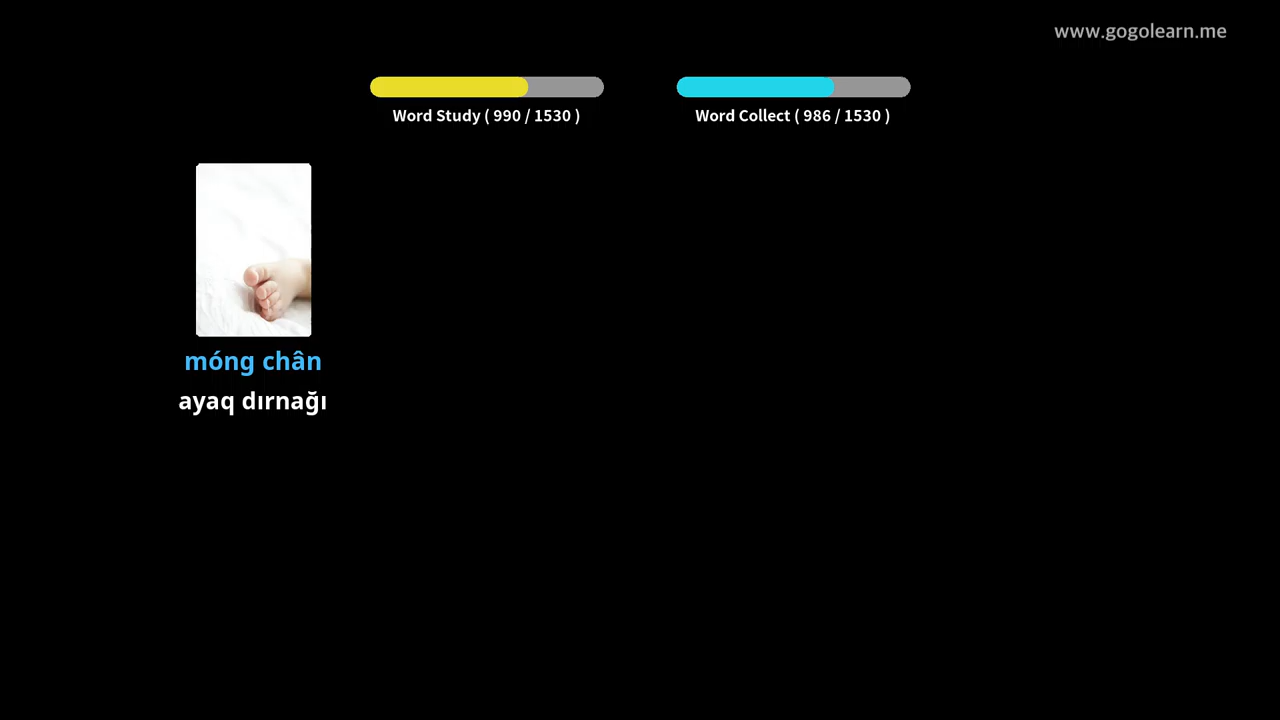 www.gogolearn.me
Word Study ( 990 / 1530 )
Word Collect ( 986 / 1530 )
móng chân
ayaq dırnağı